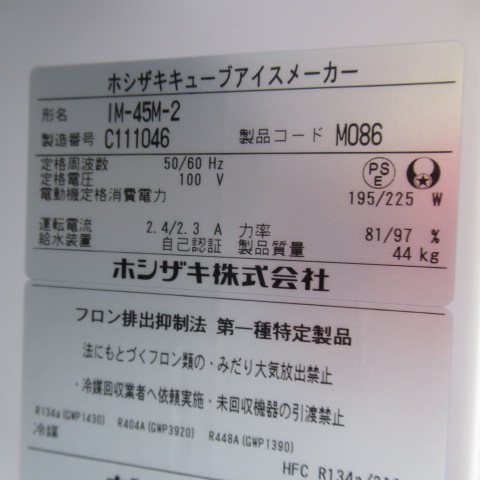 ホシザキキューブアイスメーカー
形名 IM-45M-2
製造番号 C111046 製品コード M086
定格周波数 50/60 Hz
定格電圧 100 V
PS E
電動機定格消費電力 195/225 W
運転電流 2.4/2.3 A 力率 81/97 %
給水装置 自己認証 製品質量 44 kg
ホシザキ株式会社
フロン排出抑制法 第一種特定製品
法にもとづくフロン類の・みだり大気放出禁止
・冷媒回収業者へ依頼実施・未回収機器の引渡禁止
R134a(GWP1430) R404A(GWP3920) R448A(GWP1390)
冷媒
HFC R134a/210